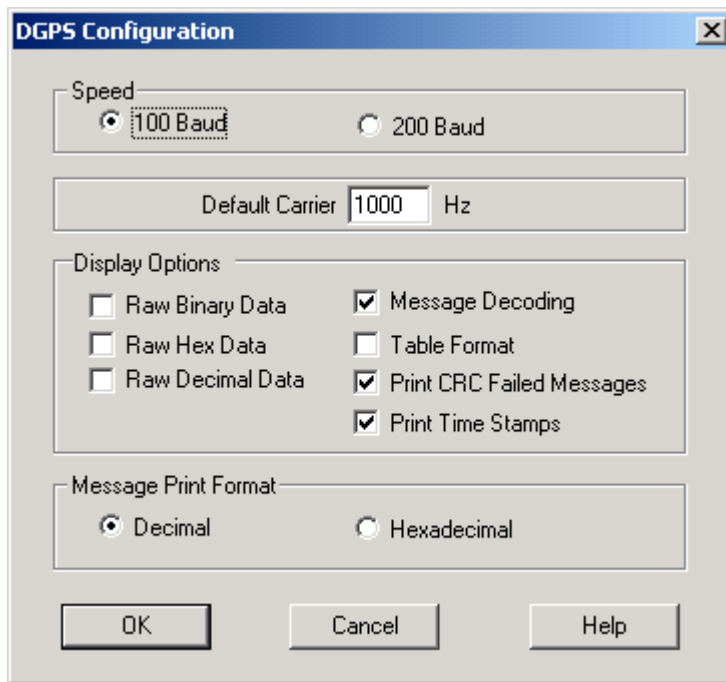 DGPS Configuration
Speed
100 Baud
200 Baud
Default Carrier 1000 Hz
Display Options
Raw Binary Data
Message Decoding
Raw Hex Data
Table Format
Raw Decimal Data
Print CRC Failed Messages
Print Time Stamps
Message Print Format
Decimal
Hexadecimal
OK
Cancel
Help